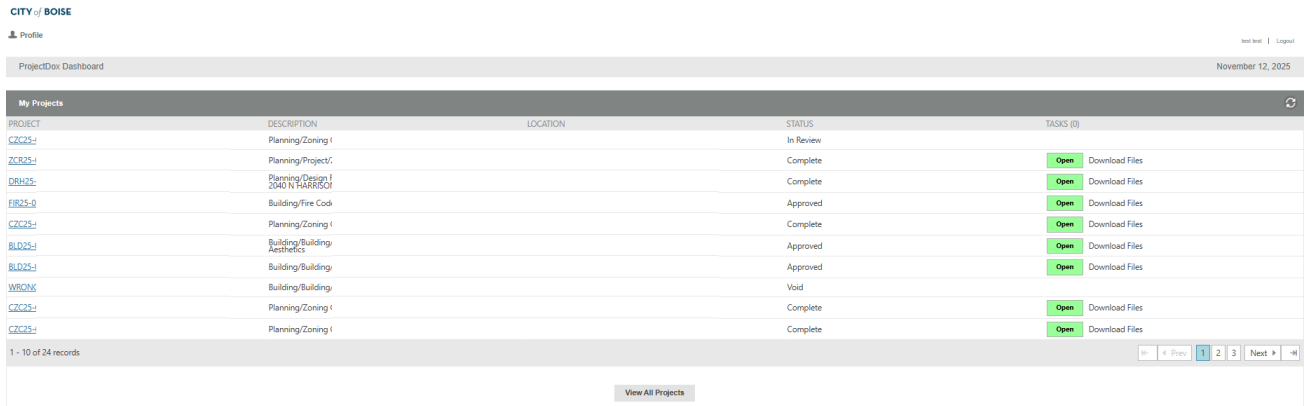 CITY of BOISE
Profile
test test | Logout
ProjectDox Dashboard November 12, 2025
My Projects
PROJECT DESCRIPTION LOCATION STATUS TASKS (0)
CZC25- Planning/Zoning In Review
ZCR25- Planning/Project/ Complete Open Download Files
DRH25- Planning/Design
2040 N HARRISON Complete Open Download Files
FIR25-0 Building/Fire Code Approved Open Download Files
CZC25- Planning/Zoning Complete Open Download Files
BLD25- Building/Building/
Aesthetics Approved Open Download Files
BLD25- Building/Building/ Approved Open Download Files
WRONG Building/Building/ Void
CZC25- Planning/Zoning Complete Open Download Files
CZC25- Planning/Zoning Complete Open Download Files
1 - 10 of 24 records Prev 1 2 3 Next
View All Projects